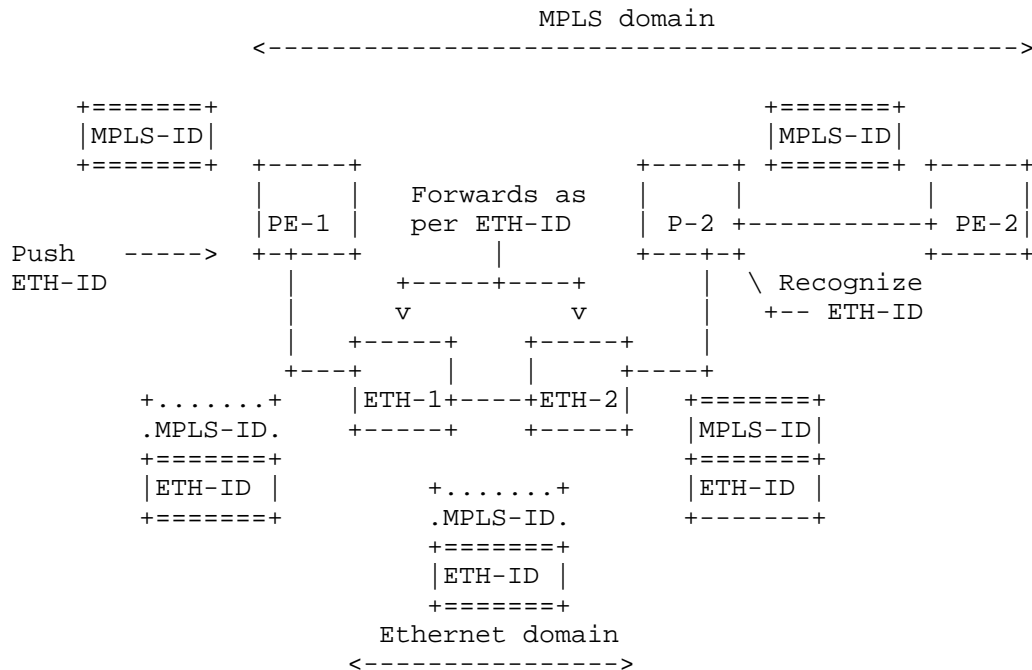 MPLS domain
<----------------------------------------------->
+=======+ +=======+
|MPLS-ID| |MPLS-ID|
+=======+ +-----+ +-----+ +=======+ +-----+
| | Forwards as | | | |
|PE-1 | per ETH-ID | P-2 +-----------+ PE-2|
Push -----> +-+---+ | +---+-+ +-----+
ETH-ID | +-----+----+ | \ Recognize
| v v | +-- ETH-ID
| +-----+ +-----+ |
+---+ | | +----+
+.......+ |ETH-1+----+ETH-2| +=======+
.MPLS-ID. +-----+ +-----+ |MPLS-ID|
+=======+ +=======+
|ETH-ID | +.......+ |ETH-ID |
+=======+ .MPLS-ID. +-------+
+=======+
|ETH-ID |
+=======+
Ethernet domain
<---------------->